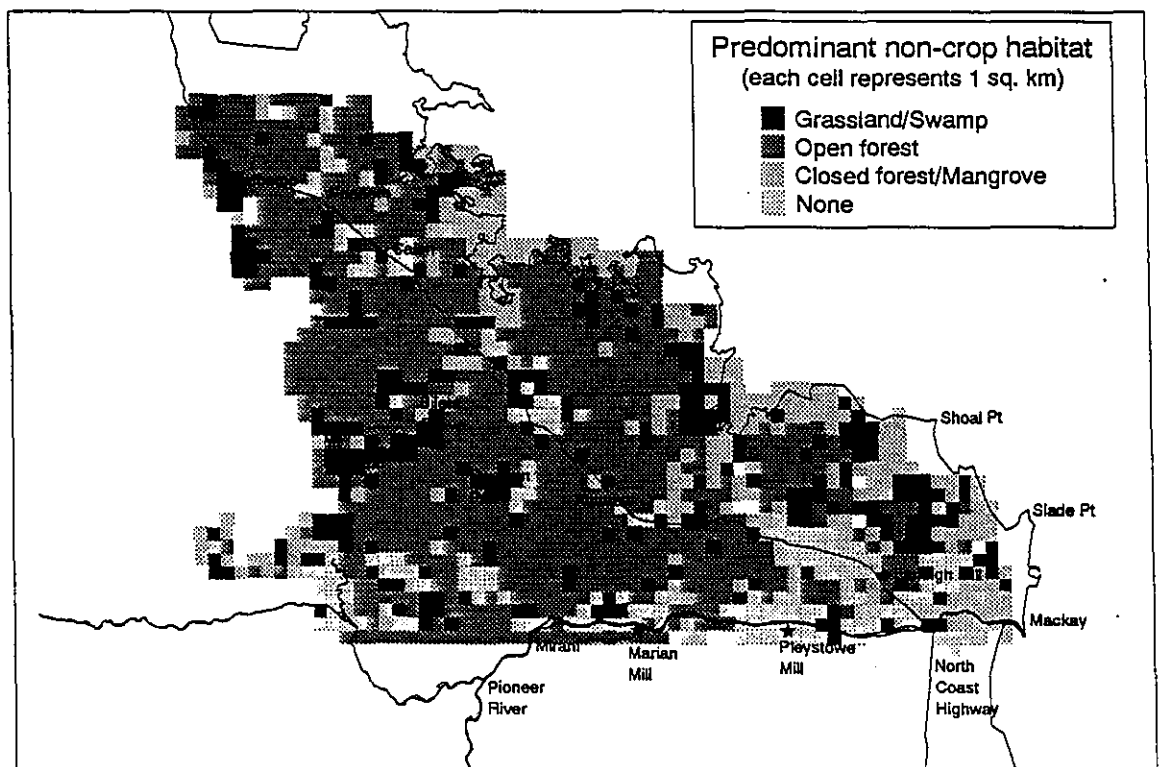 Predominant non-crop habitat
(each cell represents 1 sq. km)
Grassland/Swamp
Open forest
Closed forest/Mangrove
None
Shoal Pt
Slade Pt
Mackay
Mirani
Marian
Mill
Pleystowe
Mill
North
Coast
Highway
Pioneer
River